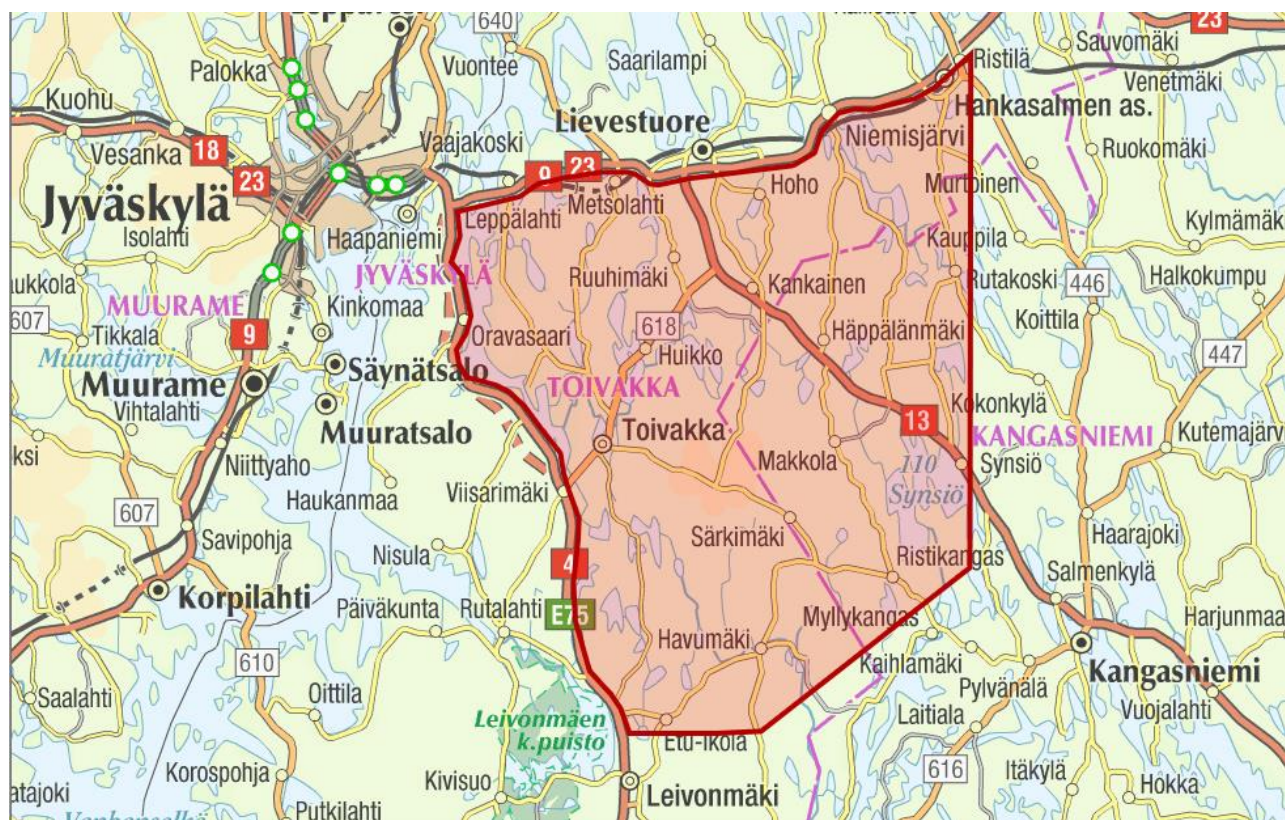 640
23
Palokka
Vuontee
Saarilampi
Sauvomäki
Ristilä
Venetmäki
Kuohu
Lievestuore
Hankasalmen as.
Vesanka
18
Vaajakoski
Niemisjärvi
Ruokomäki
23
9
23
Hoho
Murtoinen
Jyväskylä
Metsolahti
Leppälahti
Isolahti
Haapaniemi
Kauppila
Kylmämäk
JYVÄSKYLÄ
Ruuhimäki
Kankainen
Rutakoski
446
Halkokumpu
aukkola
MUURAME
Kinkomaa
607
Tikkala
9
Oravasaari
618
Häppälänmäki
Koittila
Muuratjärvi
Huikko
447
Säynätsalo
Muurame
TOIVAKKA
Vihtalahti
Muuratsalo
13
Kokonkylä
Toivakka
KANGASNIEMI
Kutemajärv
ksi
Niittyaho
Makkola
110
Synsiö
Synsiö
Haukanmaa
Viisarimäki
607
Savipohja
Särkimäki
Haarajoki
Nisula
4
Ristikangas
Korpilahti
Salmenkylä
Päiväkunta
Rutalahti
E75
Myllykangas
Harjunmaa
610
Havumäki
Kaihlamäki
Kangasniemi
Saalahti
Oittila
Pylvänälä
Leivonmäen
k.puisto
Laitiala
Vuojalahti
Etu-Ikola
Korospohja
Kivisuo
Leivonmäki
616
Itäkylä
Hokka
atajoki
Putkilahti